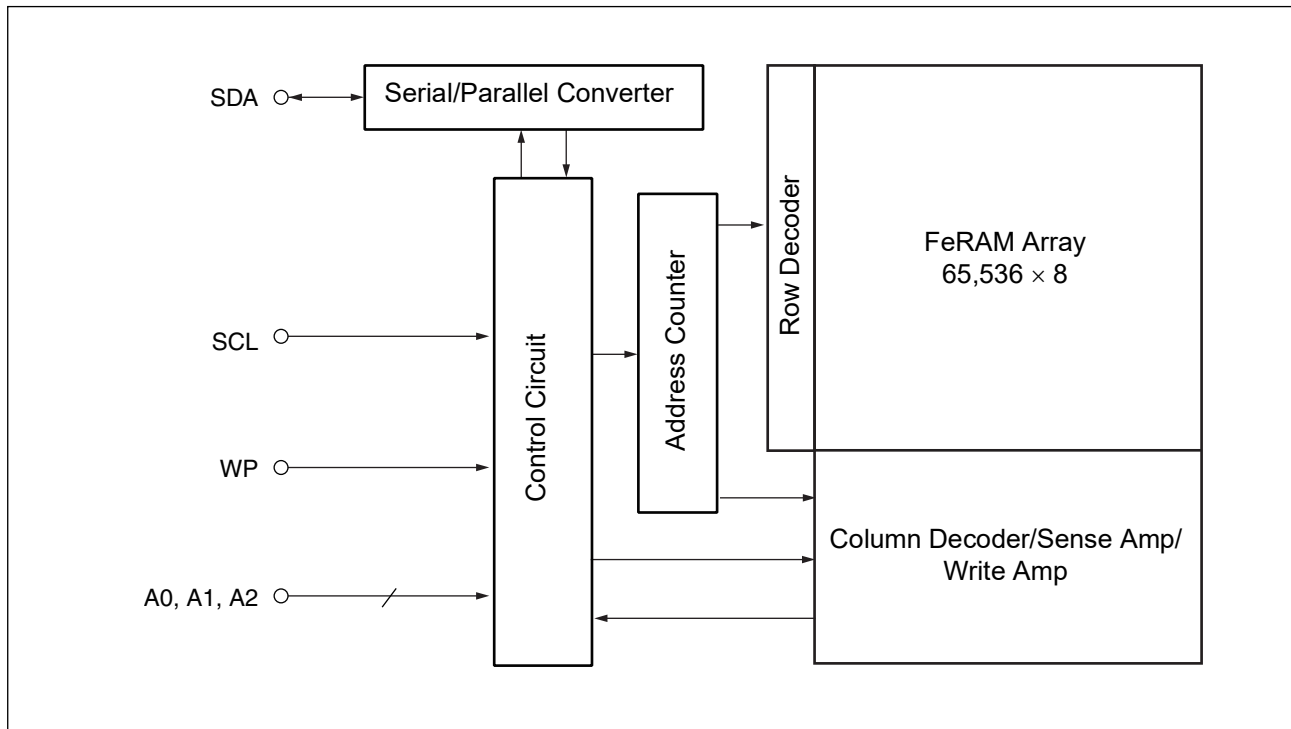 SDA
Serial/Parallel Converter
SCL
WP
A0, A1, A2
Control Circuit
Address Counter
Row Decoder
FeRAM Array
65,536 × 8
Column Decoder/Sense Amp/
Write Amp